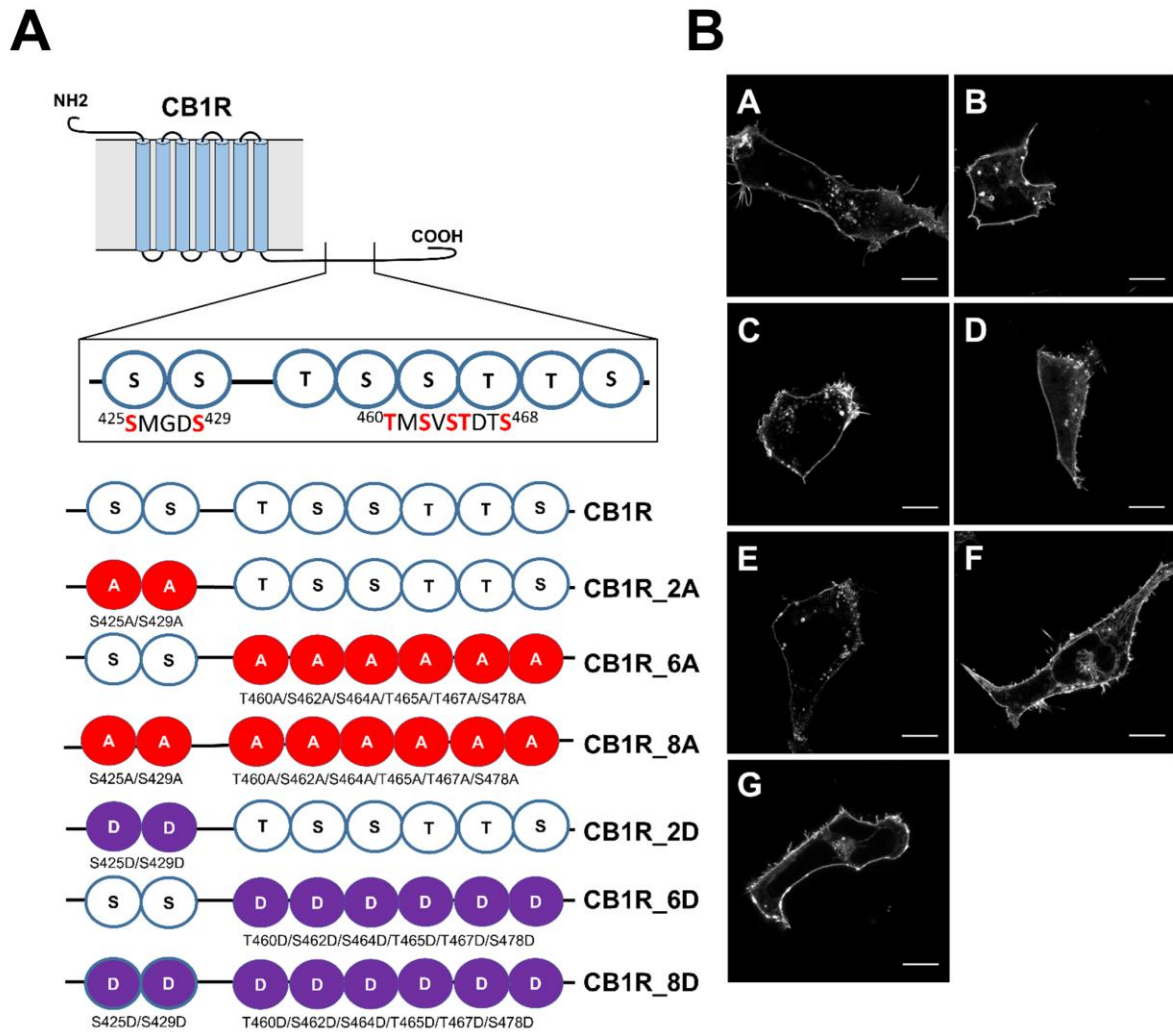 A
NH2
CB1R
COOH
S S T S S T T S
425SMGDS429 460TMSVSTDTS468
S S T S S T T S CB1R
A A T S S T T S CB1R_2A
S425A/S429A
S S A A A A A A CB1R_6A
T460A/S462A/S464A/T465A/T467A/S478A
A A A A A A A A CB1R_8A
S425A/S429A T460A/S462A/S464A/T465A/T467A/S478A
D D T S S T T S CB1R_2D
S425D/S429D
S S D D D D D D CB1R_6D
T460D/S462D/S464D/T465D/T467D/S478D
D D D D D D D D CB1R_8D
S425D/S429D T460D/S462D/S464D/T465D/T467D/S478D
B
A B
C D
E F
G